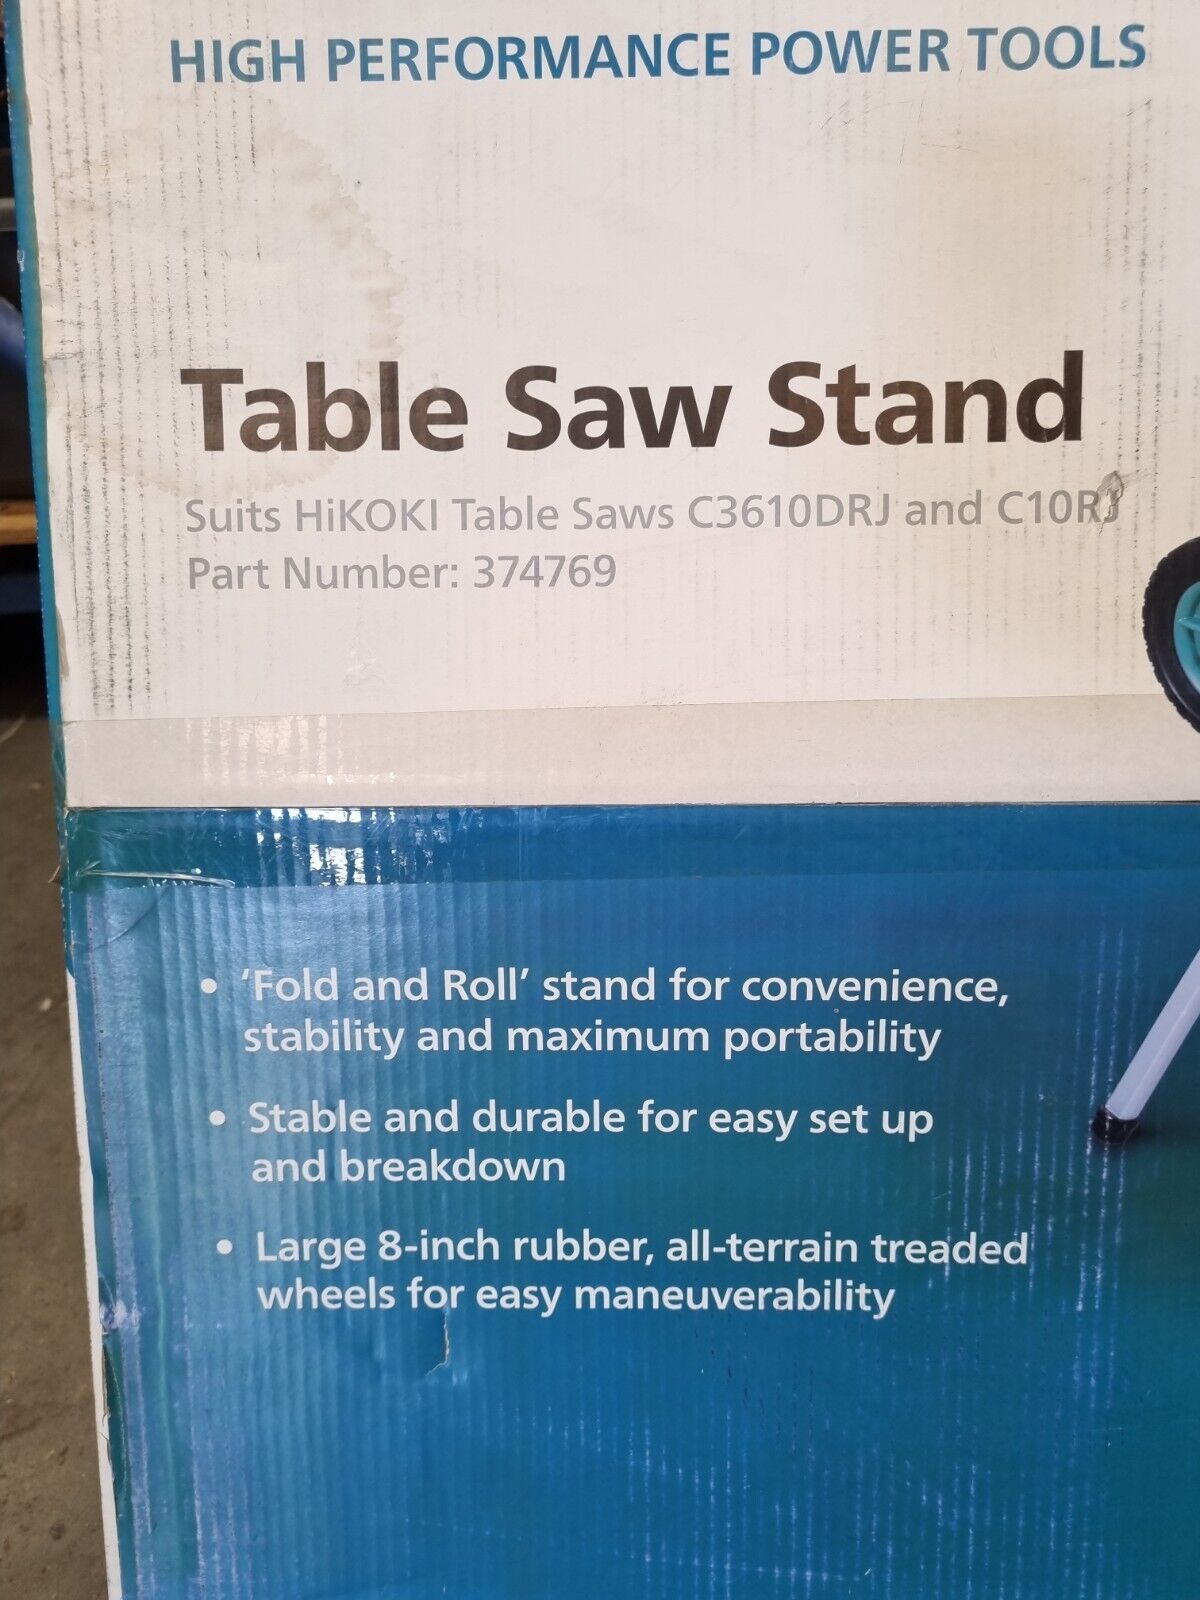 HIGH PERFORMANCE POWER TOOLS
Table Saw Stand
Suits HiKOKI Table Saws C3610DRJ and C10RJ
Part Number: 374769
• ‘Fold and Roll’ stand for convenience,
stability and maximum portability
• Stable and durable for easy set up
and breakdown
• Large 8-inch rubber, all-terrain treaded
wheels for easy maneuverability